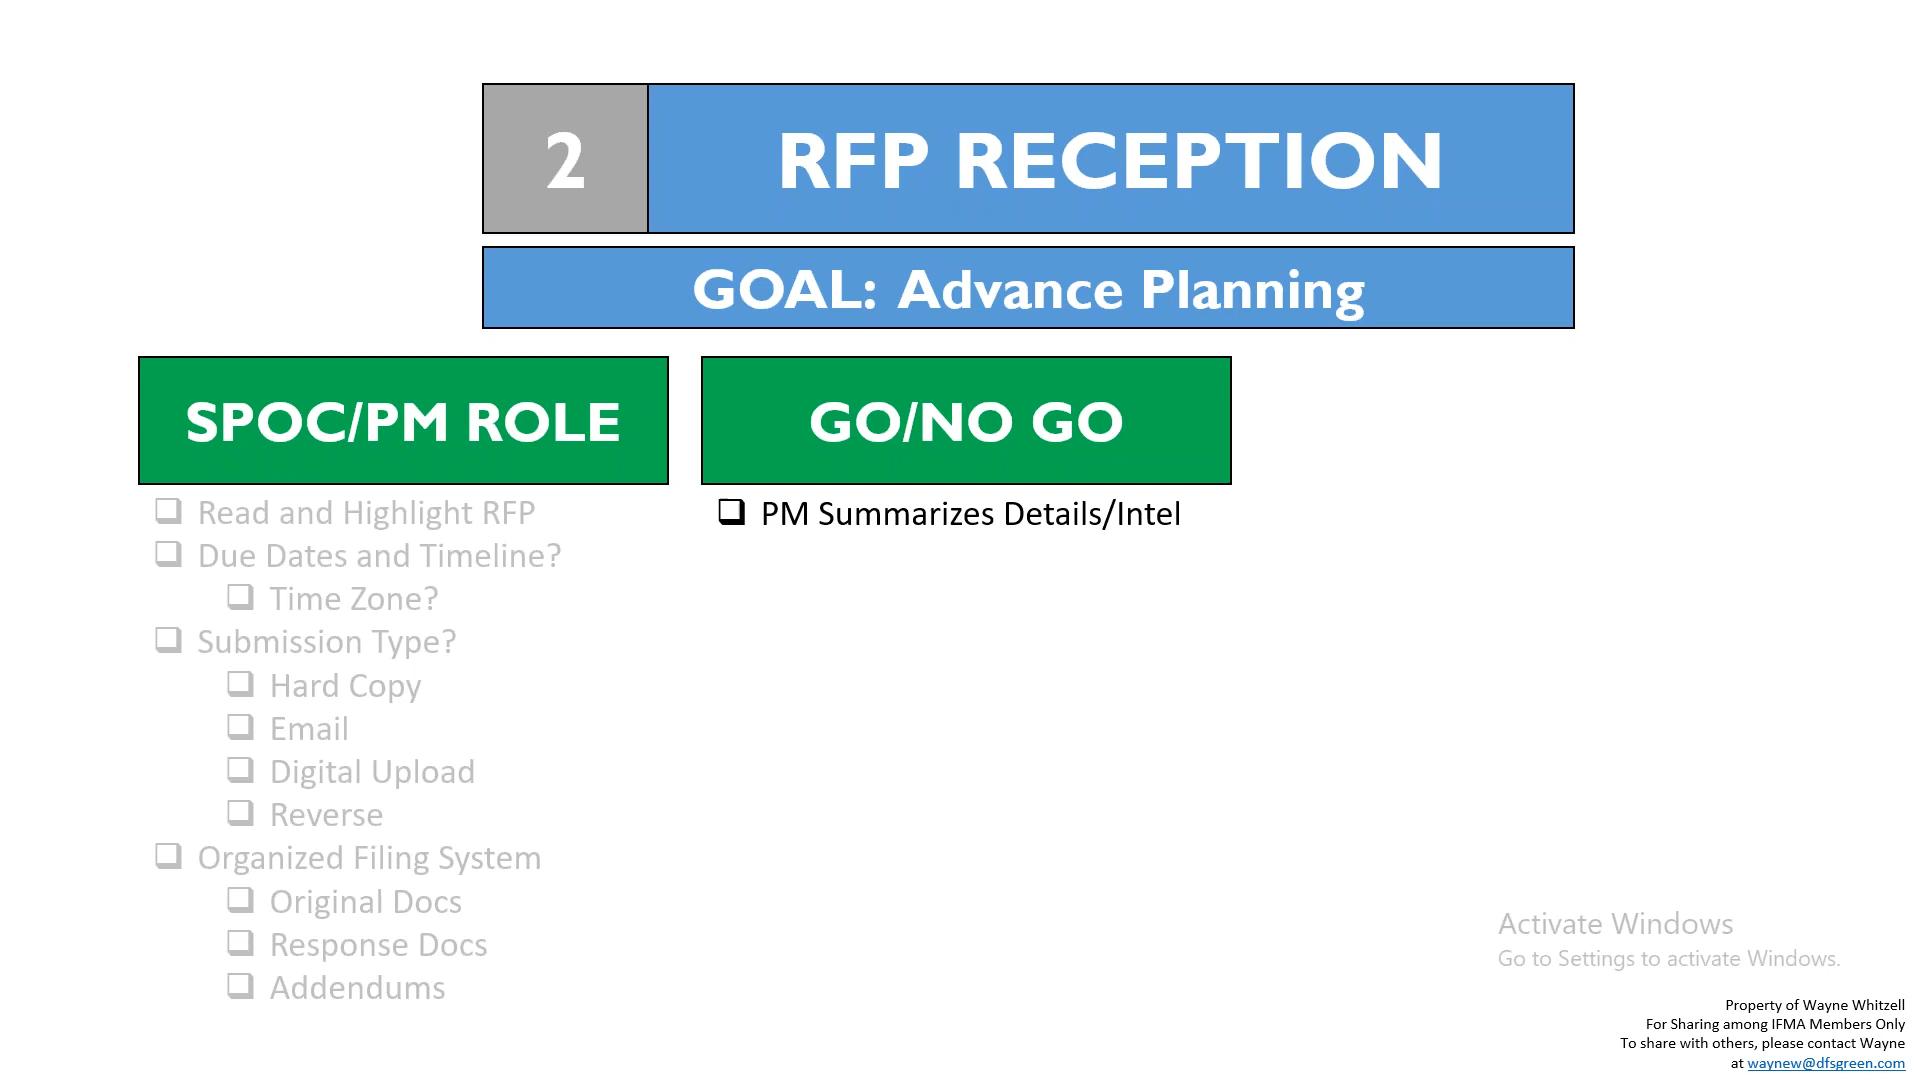 2 RFP RECEPTION
GOAL: Advance Planning
SPOC/PM ROLE
Read and Highlight RFP
Due Dates and Timeline?
Time Zone?
Submission Type?
Hard Copy
Email
Digital Upload
Reverse
Organized Filing System
Original Docs
Response Docs
Addendums
GO/NO GO
PM Summarizes Details/Intel
Activate Windows
Go to Settings to activate Windows.
Property of Wayne Whitzell
For Sharing among IFMA Members Only
To share with others, please contact Wayne
at waynew@dfsgreen.com